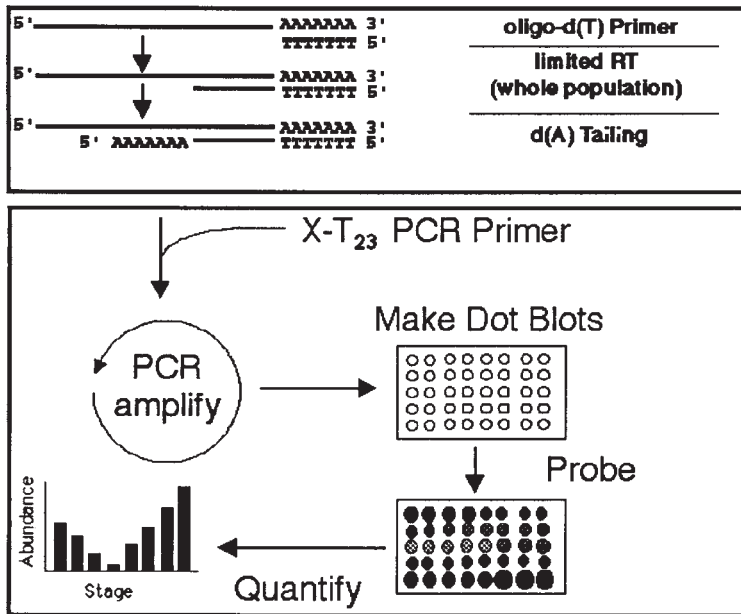 5' AAAAAAA 3' oligo-d(T) Primer
TTTTTTT 5'
limited RT
5' AAAAAAA 3'
TTTTTTT 5' (whole population)
5' AAAAAAA 3' d(A) Tailing
5' AAAAAAA TTTTTTT 5'
X-T23 PCR Primer
Make Dot Blots
PCR
amplify
Probe
Abundance
Stage
Quantify